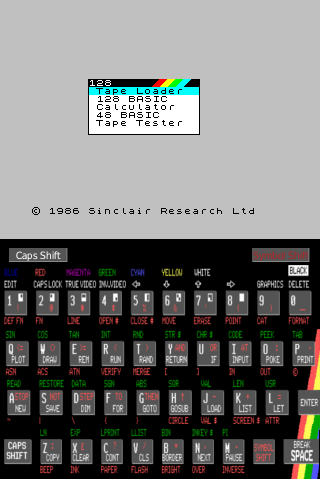 128
Tape Loader
128 BASIC
Calculator
48 BASIC
Tape Tester
© 1986 Sinclair Research Ltd
Caps Shift
Symbol Shift
BLUE RED MAGENTA GREEN CYAN YELLOW WHITE BLACK
EDIT CAPS LOCK TRUE VIDEO INV.VIDEO GRAPHICS DELETE
1 2 3 4 5 6 7 8 9 0
DEF FN FN LINE OPEN # CLOSE # MOVE ERASE POINT CAT FORMAT
SIN COS TAN INT RND STR $ CHR $ CODE PEEK TAB
Q <= PLOT W <> DRAW E >= REM R < RUN T > RAND Y AND RETURN U OR IF I AT INPUT O ; POKE P " PRINT
ASN ACS ATN VERIFY MERGE [ ] IN OUT ©
READ RESTORE DATA SGN ABS SQR VAL LEN USR
A STOP NEW S NOT SAVE D STEP DIM F TO FOR G THEN GOTO H ↑ GOSUB J - LOAD K + LIST L = LET ENTER
CIRCLE VAL $ SCREEN $ ATTR
LN EXP L PRINT L LIST BIN INKEY $ PI
CAPS SHIFT Z : COPY X £ CLEAR C ? CONT V / CLS B * BORDER N , NEXT M . PAUSE SYMBOL SHIFT BREAK SPACE
BEEP INK PAPER FLASH BRIGHT OVER INVERSE